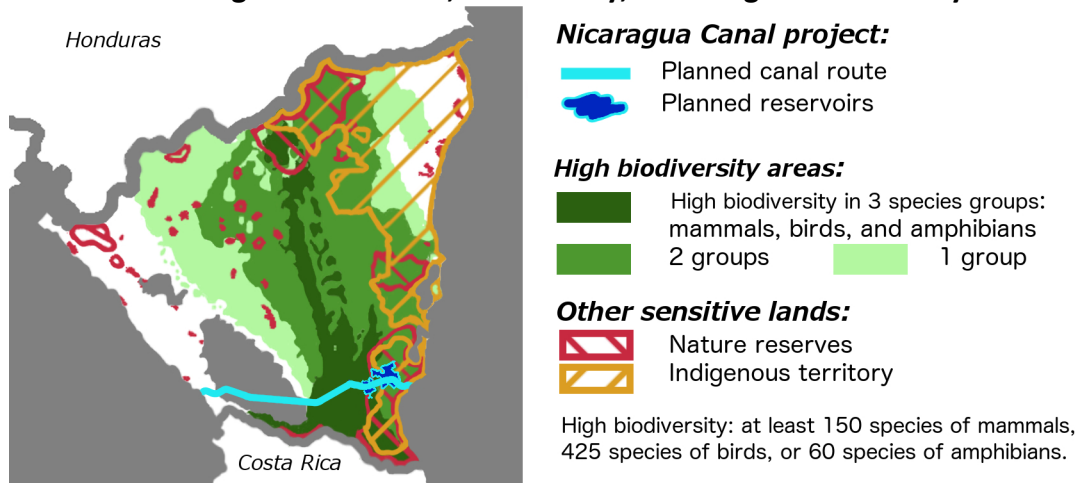 Honduras
Costa Rica
Nicaragua Canal project:
Planned canal route
Planned reservoirs
High biodiversity areas:
High biodiversity in 3 species groups:
mammals, birds, and amphibians
2 groups
1 group
Other sensitive lands:
Nature reserves
Indigenous territory
High biodiversity: at least 150 species of mammals,
425 species of birds, or 60 species of amphibians.